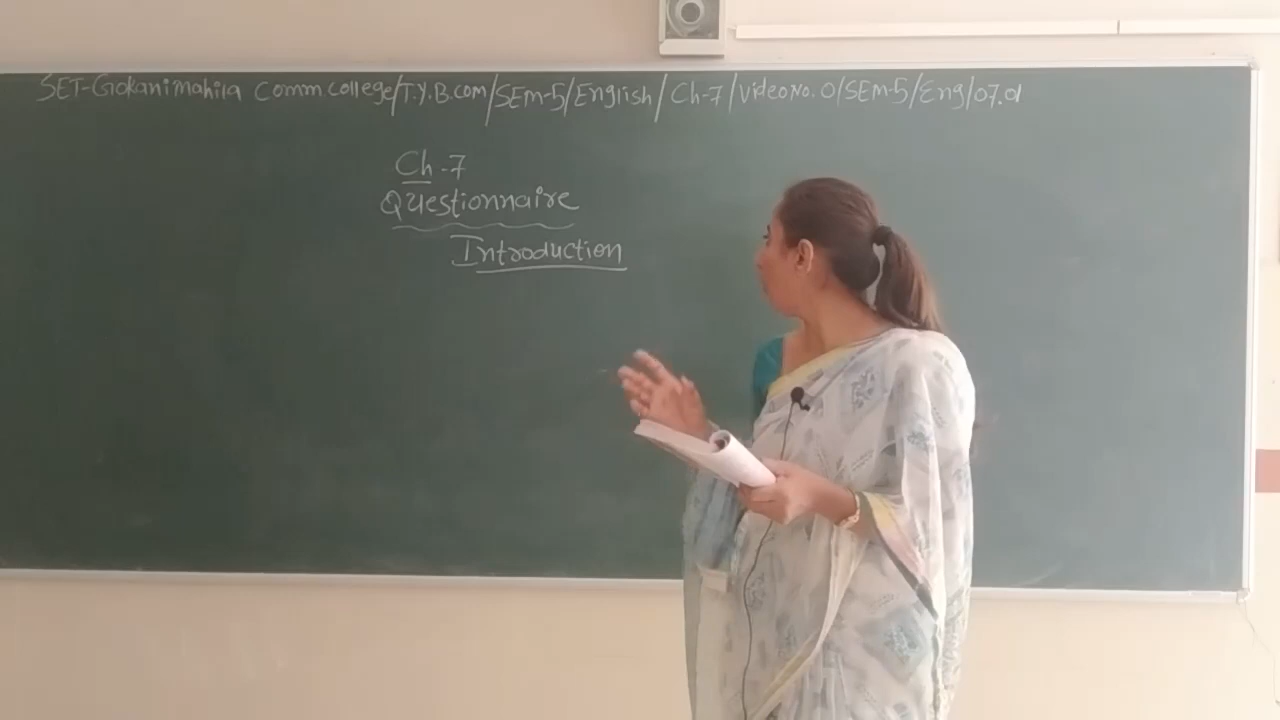 SET-Gokanimahila Comm college/T.Y.B.com/SEm-5/English/Ch-7/VideoNo.01/SEm-5/Eng/07.01
Ch-7
Questionnaire
Introduction